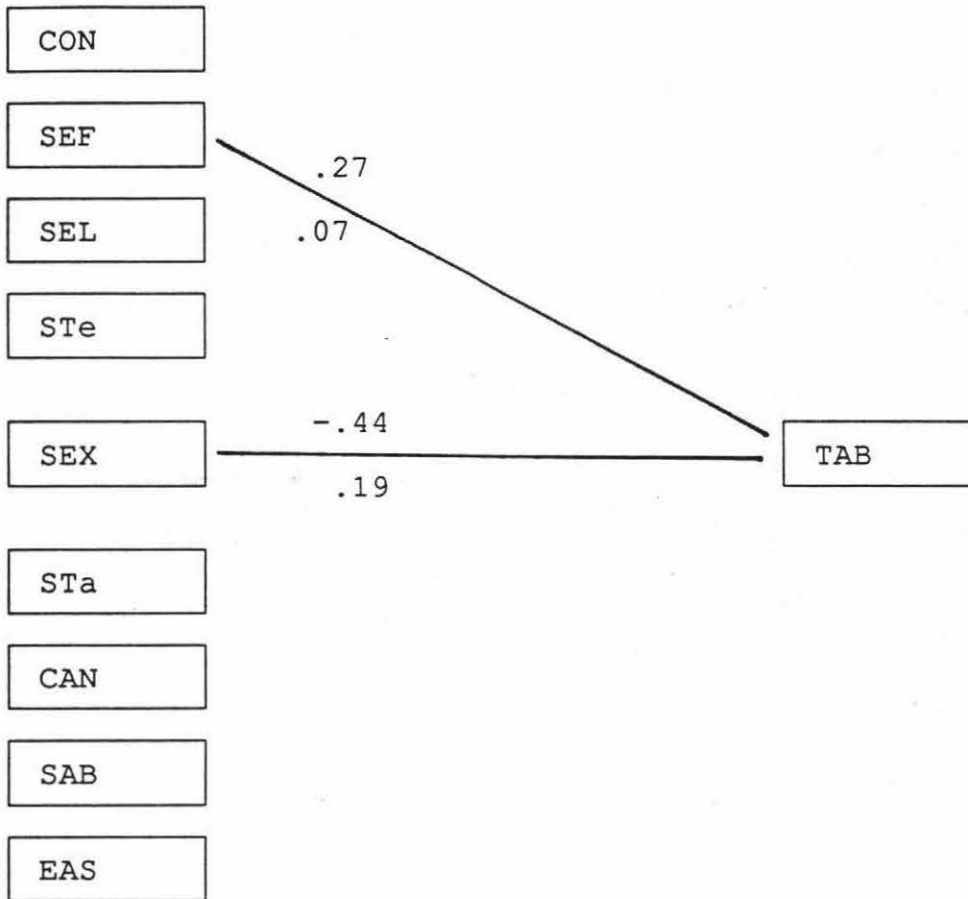 CON
SEF
.27
SEL
.07
STe
-.44
SEX
TAB
.19
STa
CAN
SAB
EAS